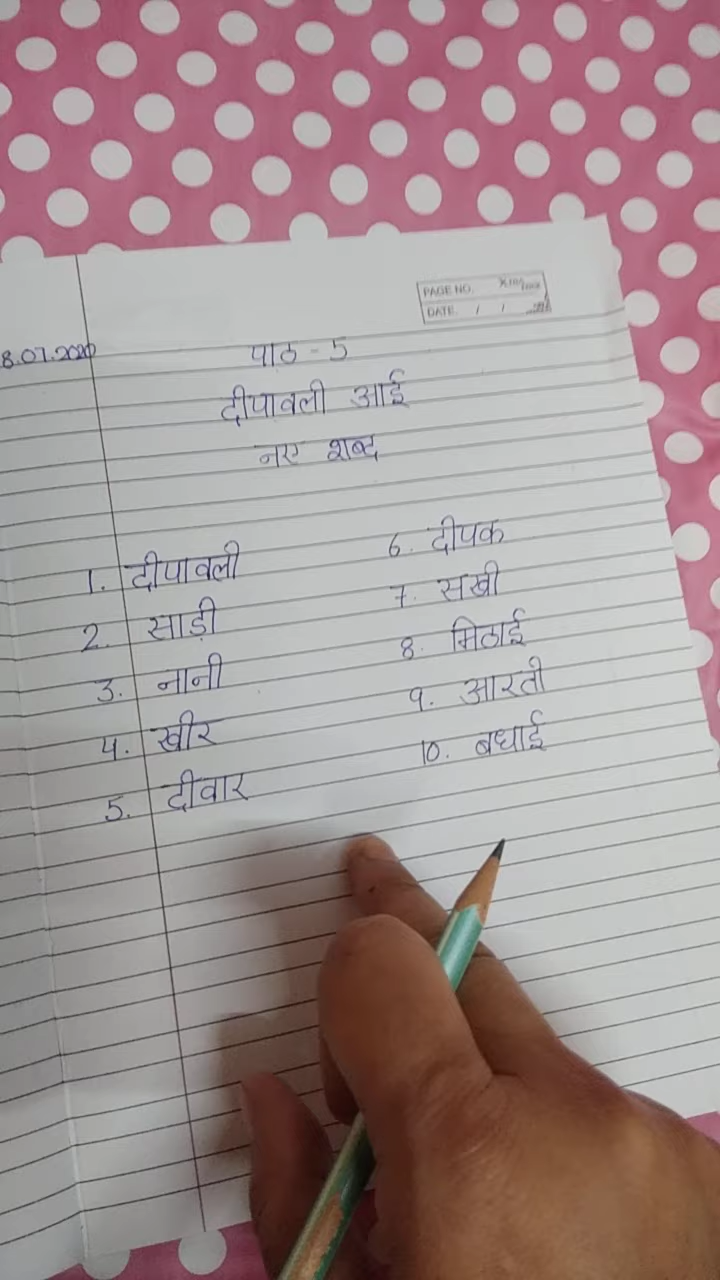 PAGE NO.
DATE / /
8.07.2020
पाठ - 5
दीपावली आई
नए शब्द
1. दीपावली
2. साड़ी
3. नानी
4. खीर
5. दीवार
6. दीपक
7. सखी
8. मिठाई
9. आरती
10. बधाई